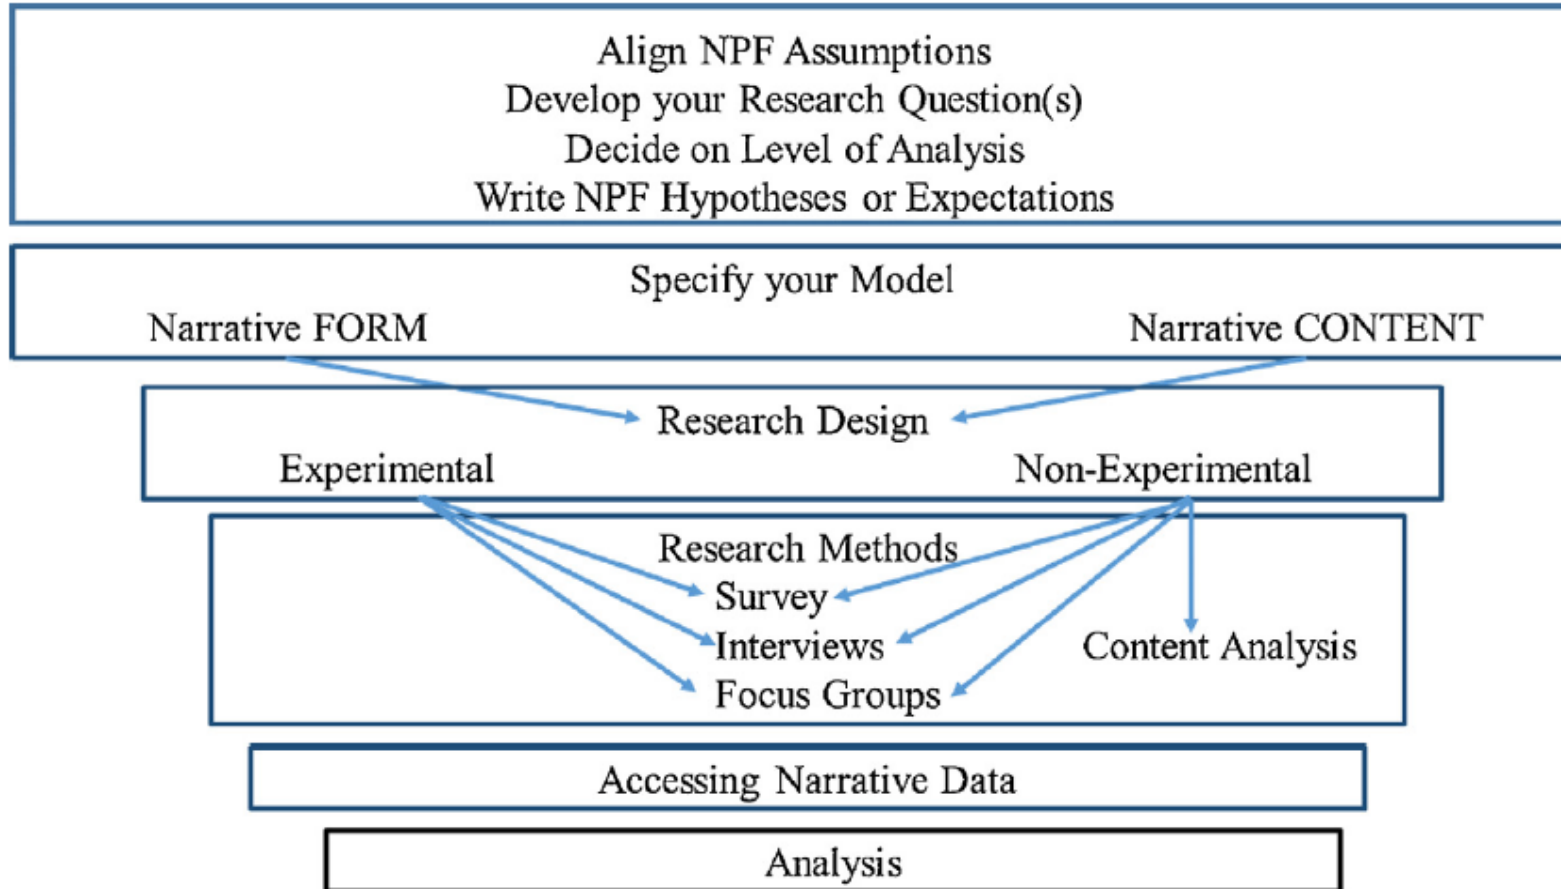 Align NPF Assumptions
Develop your Research Question(s)
Decide on Level of Analysis
Write NPF Hypotheses or Expectations
Specify your Model
Narrative FORM
Narrative CONTENT
Research Design
Experimental
Non-Experimental
Research Methods
Survey
Interviews
Content Analysis
Focus Groups
Accessing Narrative Data
Analysis